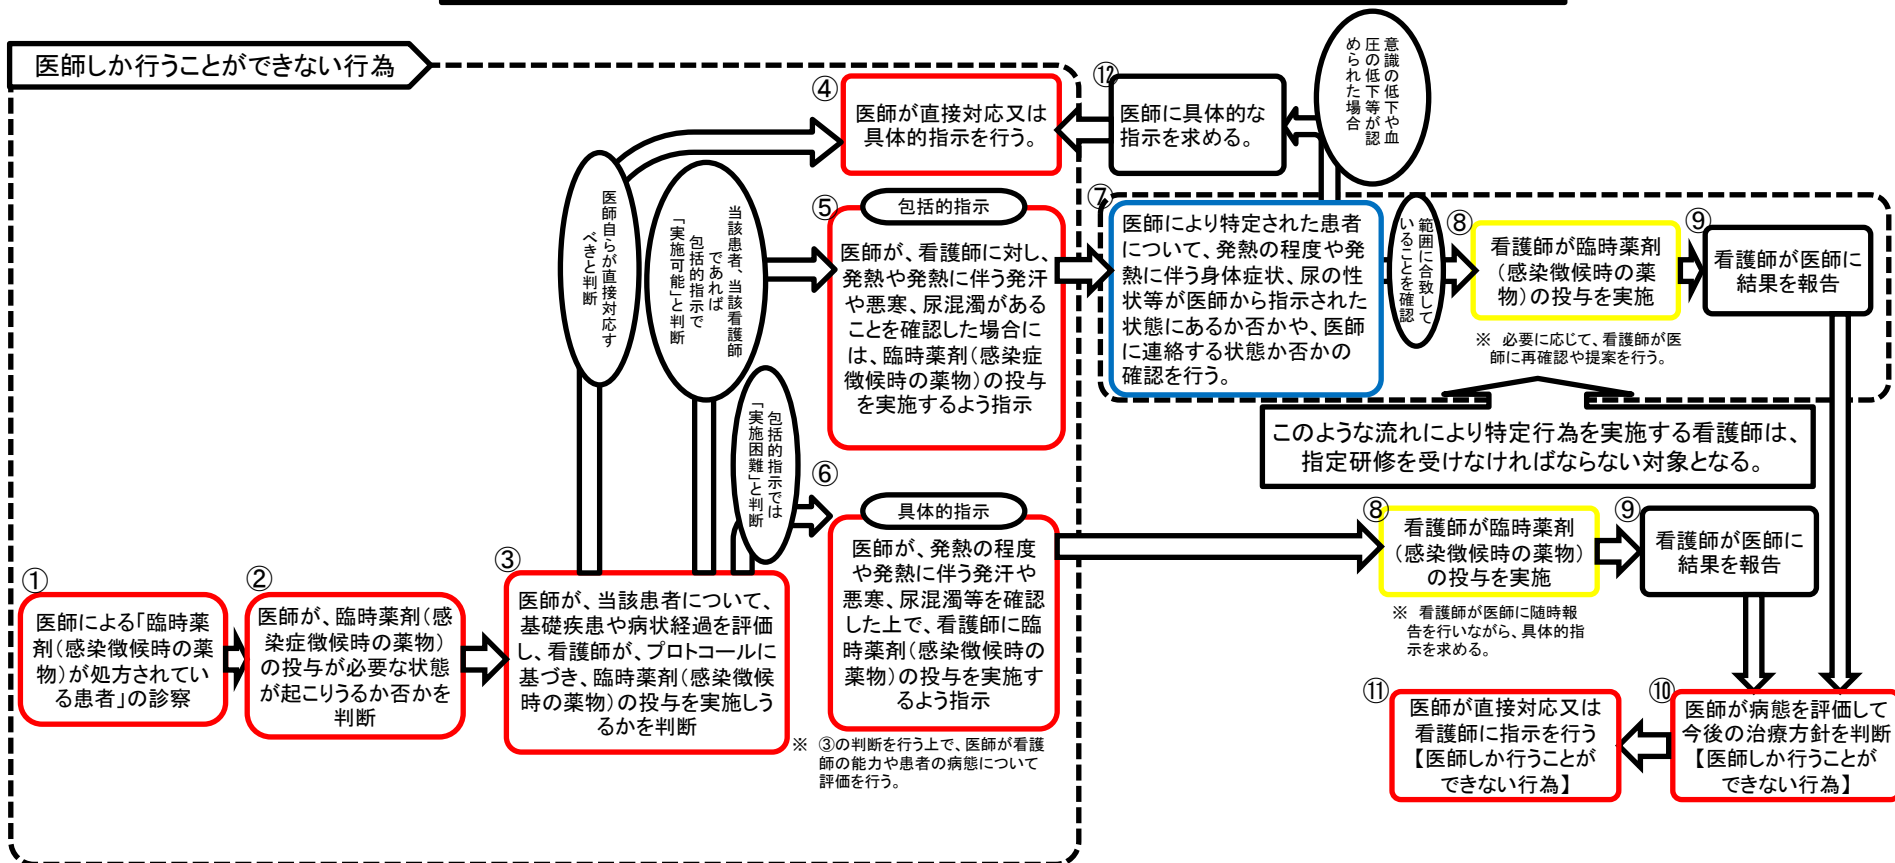 医師しか行うことができない行為
①
医師による「臨時薬
剤(感染徴候時の薬
物)が処方されてい
る患者」の診察
②
医師が、臨時薬剤(感
染症徴候時の薬物)
の投与が必要な状態
が起こりうるか否かを
判断
③
医師が、当該患者について、
基礎疾患や病状経過を評価
し、看護師が、プロトコールに
基づき、臨時薬剤(感染徴候
時の薬物)の投与を実施しう
るかを判断
※ ③の判断を行う上で、医師が看護
師の能力や患者の病態について
評価を行う。
医師自らが直接対応す
べきと判断
当該患者、当該看護師
であれば
包括的指示で
「実施可能」と判断
包括的指示では
「実施困難」と判断
④
医師が直接対応又は
具体的指示を行う。
⑤
包括的指示
医師が、看護師に対し、
発熱や発熱に伴う発汗
や悪寒、尿混濁がある
ことを確認した場合に
は、臨時薬剤(感染症
徴候時の薬物)の投与
を実施するよう指示
⑥
具体的指示
医師が、発熱の程度
や発熱に伴う発汗や
悪寒、尿混濁等を確認
した上で、看護師に臨
時薬剤(感染徴候時の
薬物)の投与を実施す
るよう指示
⑫
医師に具体的な
指示を求める。
意識の低下や血
圧の低下等が認
められた場合
⑦
医師により特定された患者
について、発熱の程度や発
熱に伴う身体症状、尿の性
状等が医師から指示された
状態にあるか否かや、医師
に連絡する状態か否かの
確認を行う。
範囲に合致して
いることを確認
⑧
看護師が臨時薬剤
(感染徴候時の薬
物)の投与を実施
※ 必要に応じて、看護師が医
師に再確認や提案を行う。
⑨
看護師が医師に
結果を報告
このような流れにより特定行為を実施する看護師は、
指定研修を受けなければならない対象となる。
⑧
看護師が臨時薬剤
(感染徴候時の薬物)
の投与を実施
※ 看護師が医師に随時報
告を行いながら、具体的指
示を求める。
⑨
看護師が医師に
結果を報告
⑩
医師が病態を評価して
今後の治療方針を判断
【医師しか行うことが
できない行為】
⑪
医師が直接対応又は
看護師に指示を行う
【医師しか行うことが
できない行為】